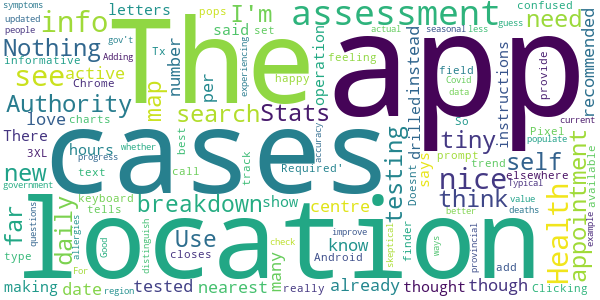 symptoms
updated
people
letters
pops
gov't
Adding
info
I'm
said
set
assessment
confused
need
guess
seasonal
less
actual
Nothing
number
Tx
experiencing
The
app
informative
Chrome
see
active
map
per
happy
feeling
operation
instead
field
Covid
data
provide
recommended
Authority
search
Stats
drilled
So
tiny
Pixel
current
populate
love
charts
There
best
accuracy
cases
testing
instructions
3XL
hours
progress
whether
text
call
track
Required'
says
prompt
trend
self
elsewhere
Typical
new
government
keyboard
tells
breakdown
show
centre
nice
think
Health
appointment
available
location
far
daily
questions
allergies
Good
distinguish
Use
closes
know
improve
Android
skeptical
finder
Doesnt
ways
better
provincial
deaths
value
example
type
For
many
check
add
making
date
region
tested
nearest
really
already
thought
though
Clicking